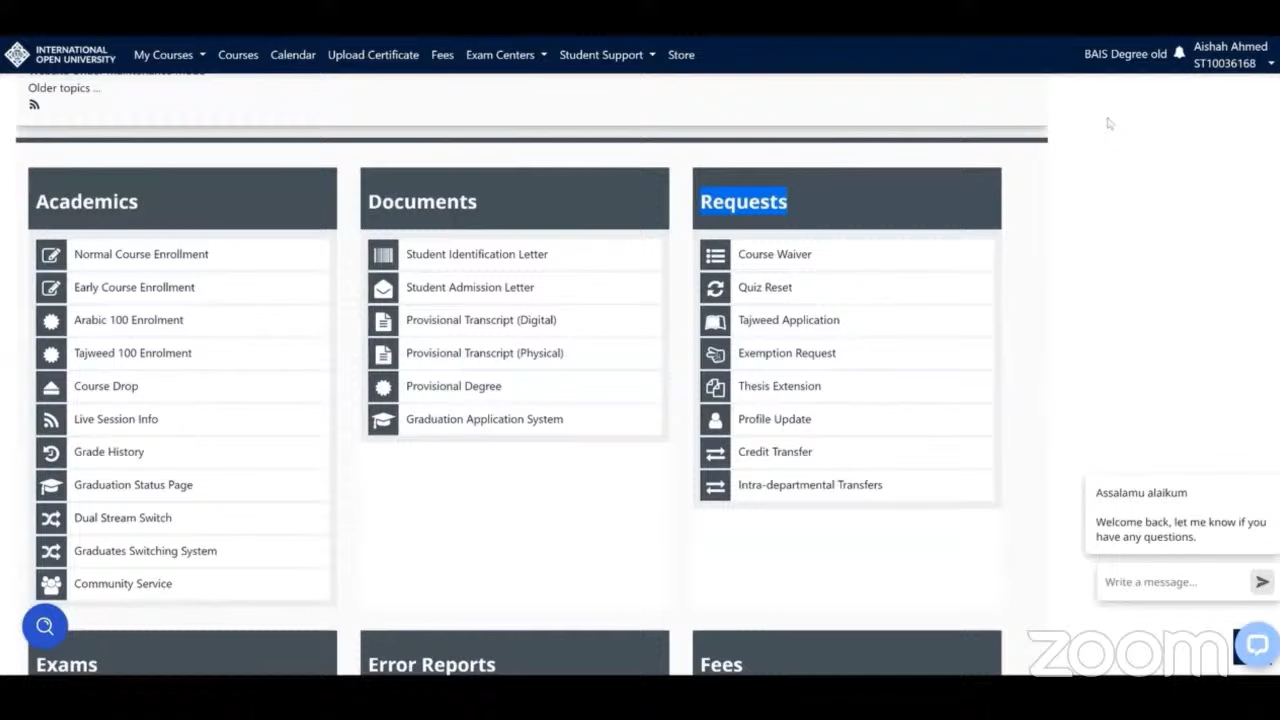 INTERNATIONAL
OPEN UNIVERSITY
My Courses
Courses
Calendar
Upload Certificate
Fees
Exam Centers
Student Support
Store
BAIS Degree old
Aishah Ahmed
ST10036168
Older topics ...
Academics
Normal Course Enrollment
Early Course Enrollment
Arabic 100 Enrolment
Tajweed 100 Enrolment
Course Drop
Live Session Info
Grade History
Graduation Status Page
Dual Stream Switch
Graduates Switching System
Community Service
Documents
Student Identification Letter
Student Admission Letter
Provisional Transcript (Digital)
Provisional Transcript (Physical)
Provisional Degree
Graduation Application System
Requests
Course Waiver
Quiz Reset
Tajweed Application
Exemption Request
Thesis Extension
Profile Update
Credit Transfer
Intra-departmental Transfers
Assalamu alaikum
Welcome back, let me know if you
have any questions.
Write a message...
Exams
Error Reports
Fees
zoom